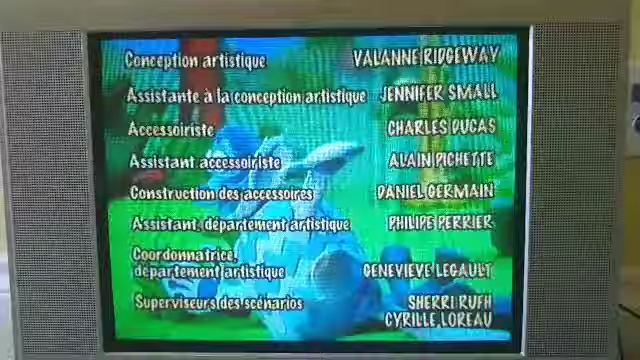 Conception artistique VALANNE RIDGEWAY
Assistante à la conception artistique JENNIFER SMALL
Accessoiriste CHARLES DUCAS
Assistant accessoiriste ALAIN PICHETTE
Construction des accessoires DANIEL GERMAIN
Assistant, département artistique PHILIPE PERRIER
Coordonnatrice,
département artistique GENEVIEVE LEGAULT
Superviseurs des scénarios SHERRI RUFH
CYRILLE LOREAU